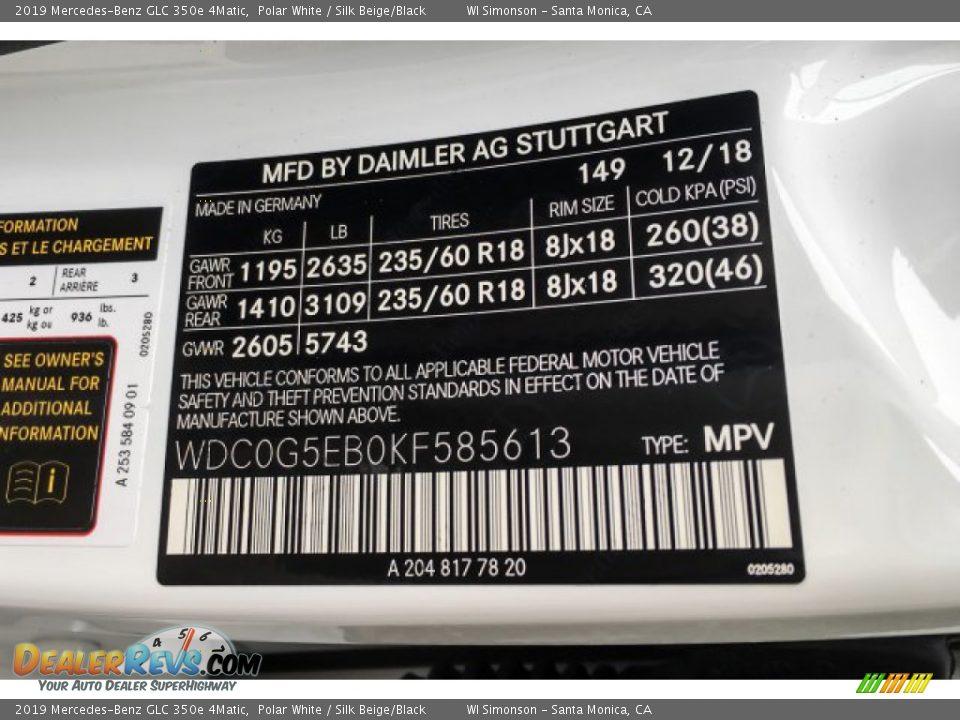 2019 Mercedes-Benz GLC 350e 4Matic, Polar White / Silk Beige/Black WI Simonson - Santa Monica, CA
MFD BY DAIMLER AG STUTTGART
149 12/18
MADE IN GERMANY
KG LB TIRES RIM SIZE COLD KPA (PSI)
GAWR FRONT 1195 2635 235/60 R18 8Jx18 260(38)
GAWR REAR 1410 3109 235/60 R18 8Jx18 320(46)
GVWR 2605 5743
THIS VEHICLE CONFORMS TO ALL APPLICABLE FEDERAL MOTOR VEHICLE
SAFETY AND THEFT PREVENTION STANDARDS IN EFFECT ON THE DATE OF
MANUFACTURE SHOWN ABOVE.
WDC0G5EB0KF585613 TYPE: MPV
A 204 817 78 20 0205280
FORMATION
S ET LE CHARGEMENT
2 REAR ARRIÈRE 3
425 kg or kg ou 936 lbs. lb.
0205280
SEE OWNER'S
MANUAL FOR
ADDITIONAL
NFORMATION
i
A 253 584 09 01
4 5 6 7
DEALERREVS.COM
YOUR AUTO DEALER SUPERHIGHWAY
2019 Mercedes-Benz GLC 350e 4Matic, Polar White / Silk Beige/Black WI Simonson - Santa Monica, CA